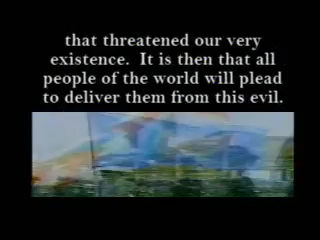 that threatened our very
existence.  It is then that all
people of the world will plead
to deliver them from this evil.